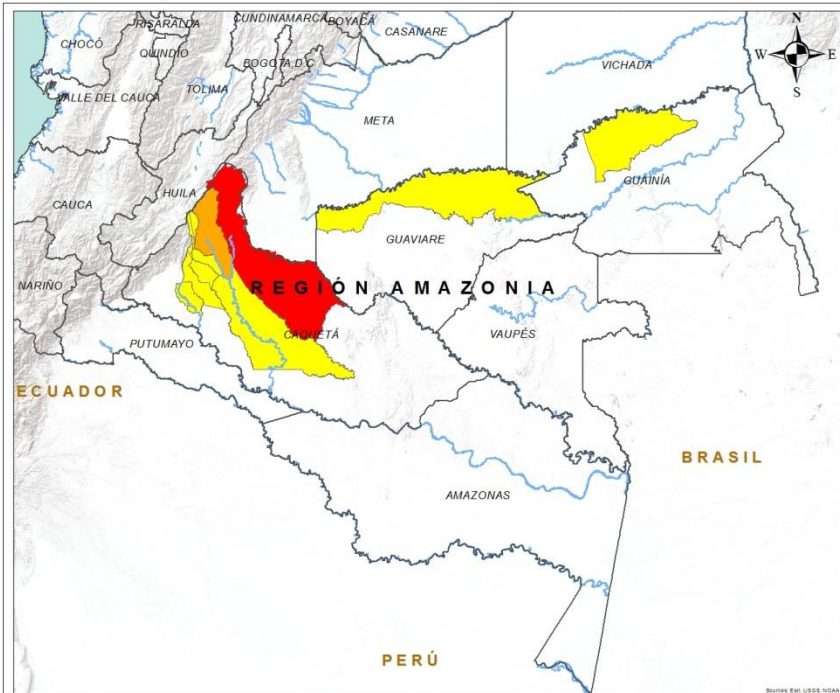 RISARALDA
CUNDINAMARCA
BOYACÁ
CASANARE
N
CHOCÓ
QUINDIO
BOGOTA D.C
W
E
VICHADA
S
VALLE DEL CAUCA
TOLIMA
META
HUILA
GUAINÍA
CAUCA
GUAVIARE
NARIÑO
REGIÓN AMAZONIA
PUTUMAYO
CAQUETÁ
VAUPÉS
ECUADOR
BRASIL
AMAZONAS
PERÚ
Sources: Esri, USGS, NOAA